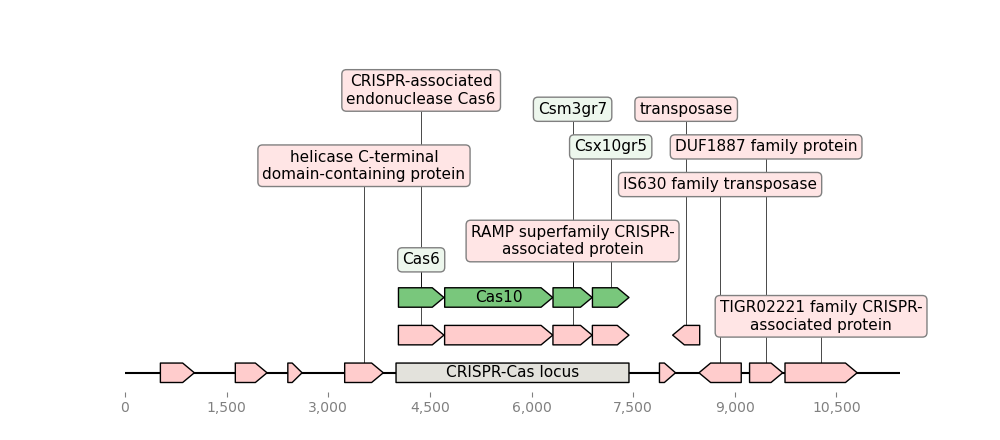 CRISPR-associated
endonuclease Cas6
Csm3gr7
transposase
Csx10gr5
DUF1887 family protein
helicase C-terminal
domain-containing protein
IS630 family transposase
RAMP superfamily CRISPR-
associated protein
Cas6
Cas10
TIGR02221 family CRISPR-
associated protein
CRISPR-Cas locus
0 1,500 3,000 4,500 6,000 7,500 9,000 10,500